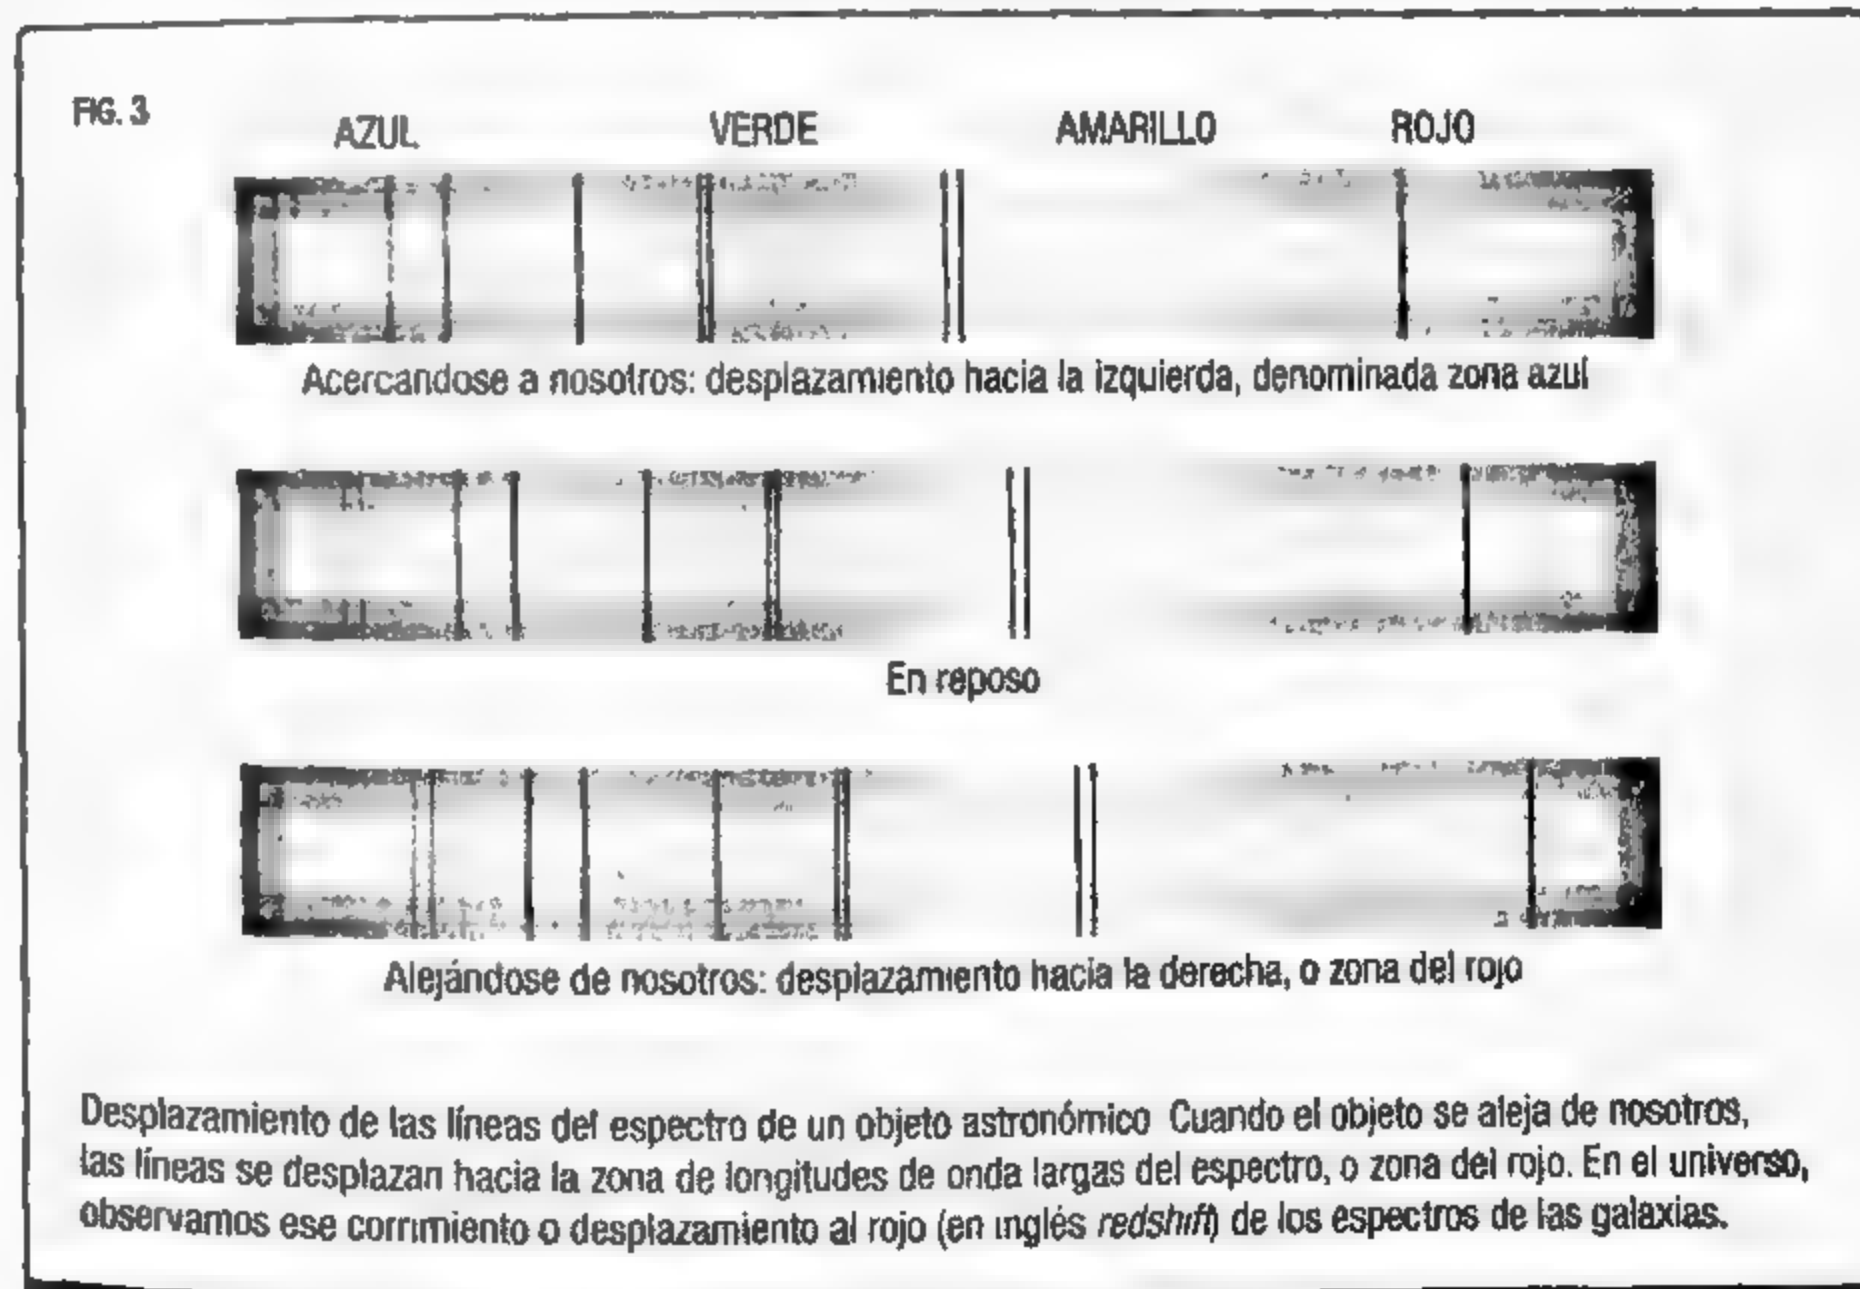 FIG. 3
AZUL VERDE AMARILLO ROJO
Acercandose a nosotros: desplazamiento hacia la izquierda, denominada zona azul
En reposo
Alejándose de nosotros: desplazamiento hacia la derecha, o zona del rojo
Desplazamiento de las líneas del espectro de un objeto astronómico Cuando el objeto se aleja de nosotros,
las líneas se desplazan hacia la zona de longitudes de onda largas del espectro, o zona del rojo. En el universo,
observamos ese corrimiento o desplazamiento al rojo (en inglés redshift) de los espectros de las galaxias.